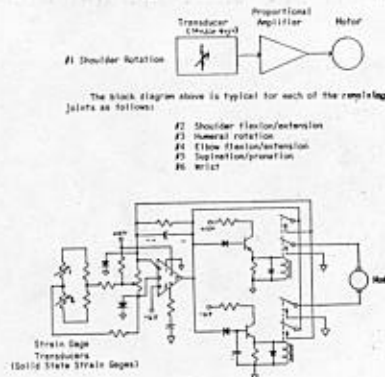 Transducer
Proportional
Amplifier
Motor
#1 Shoulder Rotation
The block diagram above is typical for each of the remaining
joints as follows:
#2 Shoulder flexion/extension
#3 Humeral rotation
#4 Elbow flexion/extension
#5 Supination/pronation
#6 Wrist
Strain Gage
Transducers
(Solid State Strain Gages)